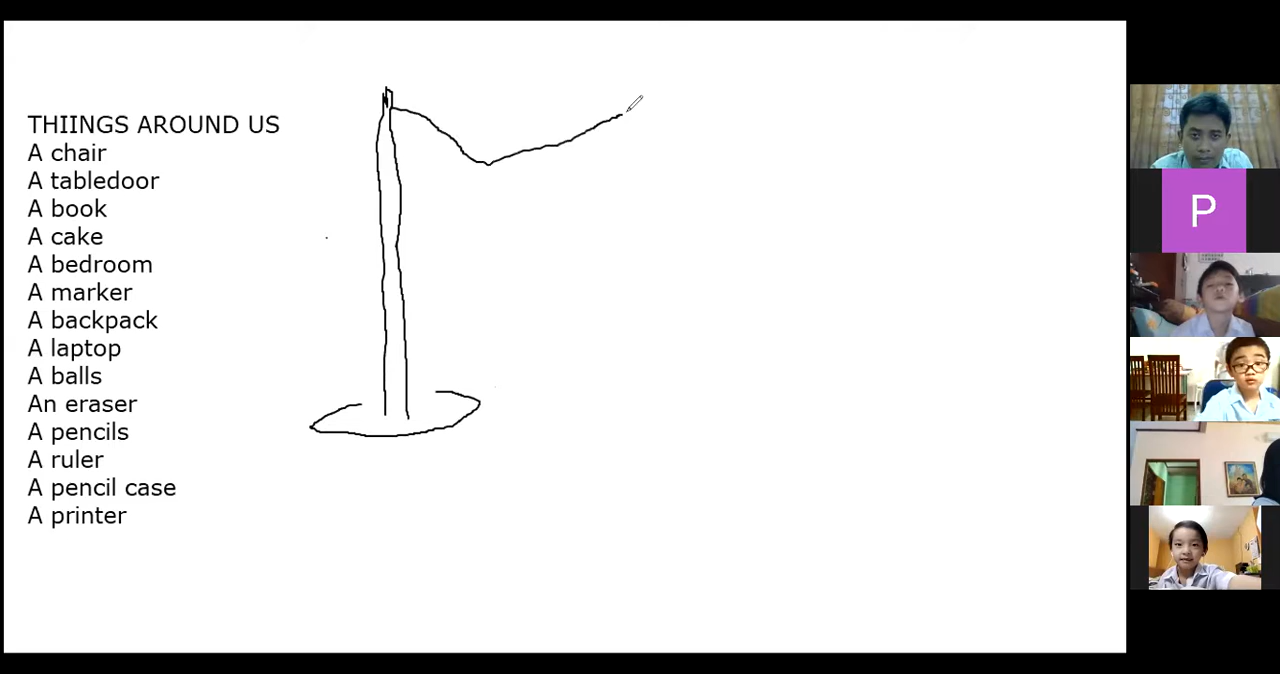 THIINGS AROUND US
A chair
A tabledoor
A book
A cake
A bedroom
A marker
A backpack
A laptop
A balls
An eraser
A pencils
A ruler
A pencil case
A printer
P